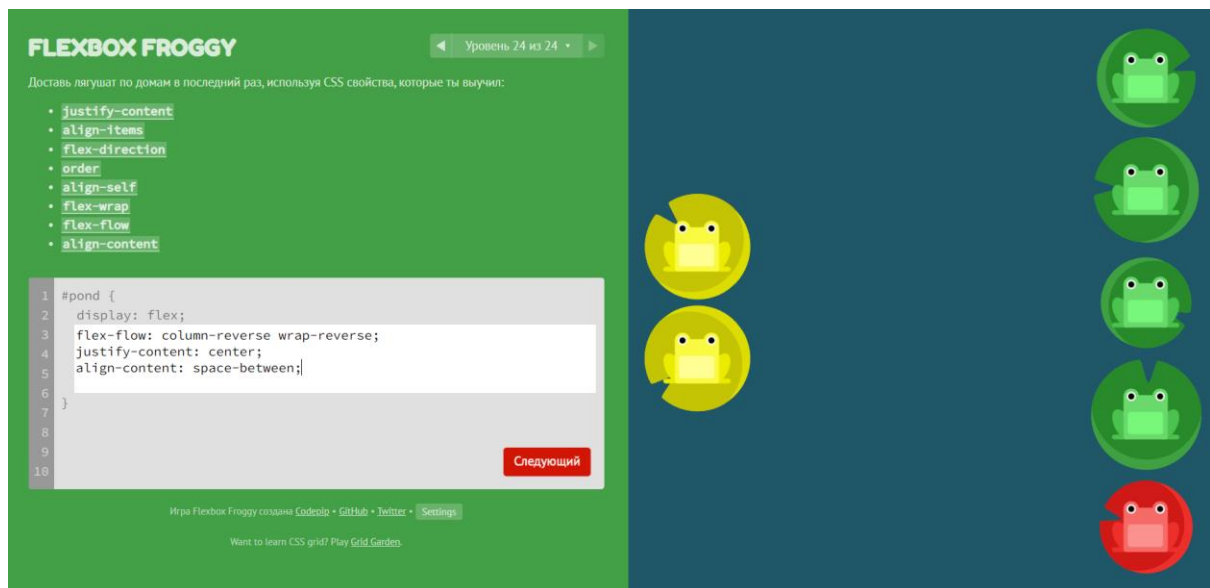 FLEXBOX FROGGY
◀ Уровень 24 из 24 ▾ ▶
Доставь лягушат по домам в последний раз, используя CSS свойства, которые ты выучил:
• justify-content
• align-items
• flex-direction
• order
• align-self
• flex-wrap
• flex-flow
• align-content
1 #pond {
2 display: flex;
3 flex-flow: column-reverse wrap-reverse;
4 justify-content: center;
5 align-content: space-between;
6
7 }
8
9
10
Следующий
Игра Flexbox Froggy создана Codepip • GitHub • Twitter • Settings
Want to learn CSS grid? Play Grid Garden.